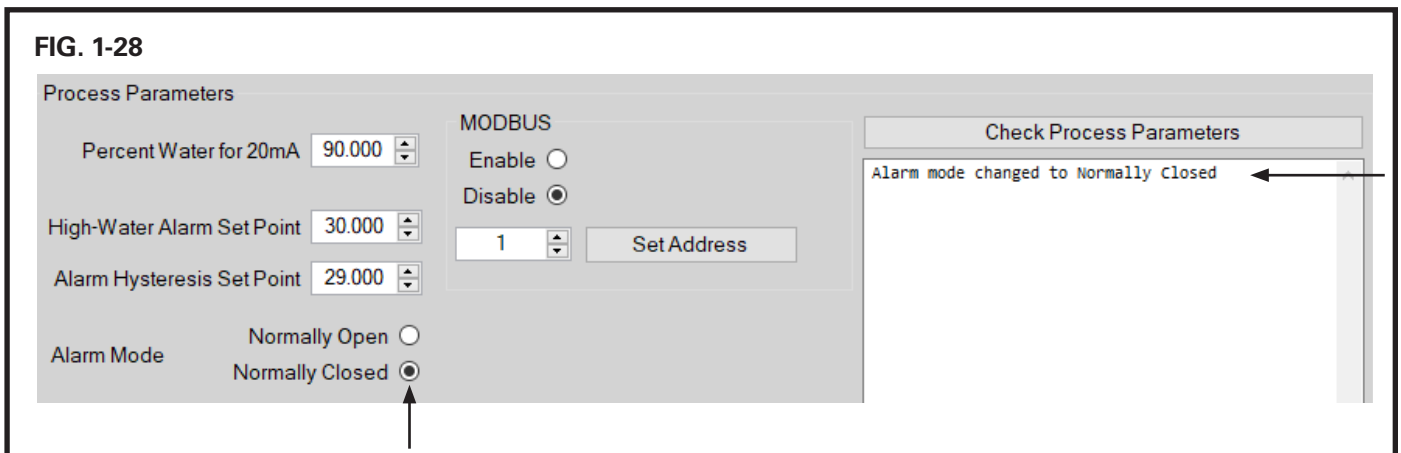 FIG. 1-28
Process Parameters
Percent Water for 20mA 90.000
High-Water Alarm Set Point 30.000
Alarm Hysteresis Set Point 29.000
Alarm Mode
Normally Open
Normally Closed
MODBUS
Enable
Disable
1 Set Address
Check Process Parameters
Alarm mode changed to Normally Closed